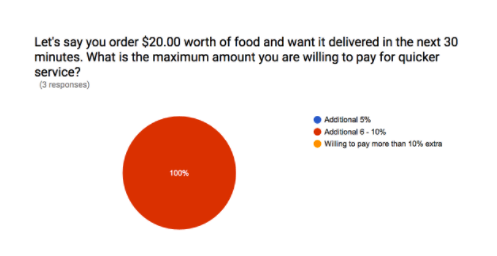 Let's say you order $20.00 worth of food and want it delivered in the next 30
minutes. What is the maximum amount you are willing to pay for quicker
service?
(3 responses)
Additional 5%
Additional 6 - 10%
Willing to pay more than 10% extra
100%